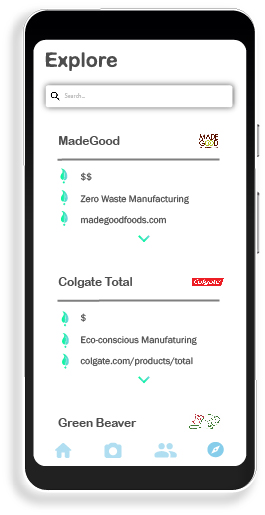 Explore
Search...
MadeGood
MADE
GOOD
$$
Zero Waste Manufacturing
madegoodfoods.com
Colgate Total
Colgate
$
Eco-conscious Manufaturing
colgate.com/products/total
Green Beaver